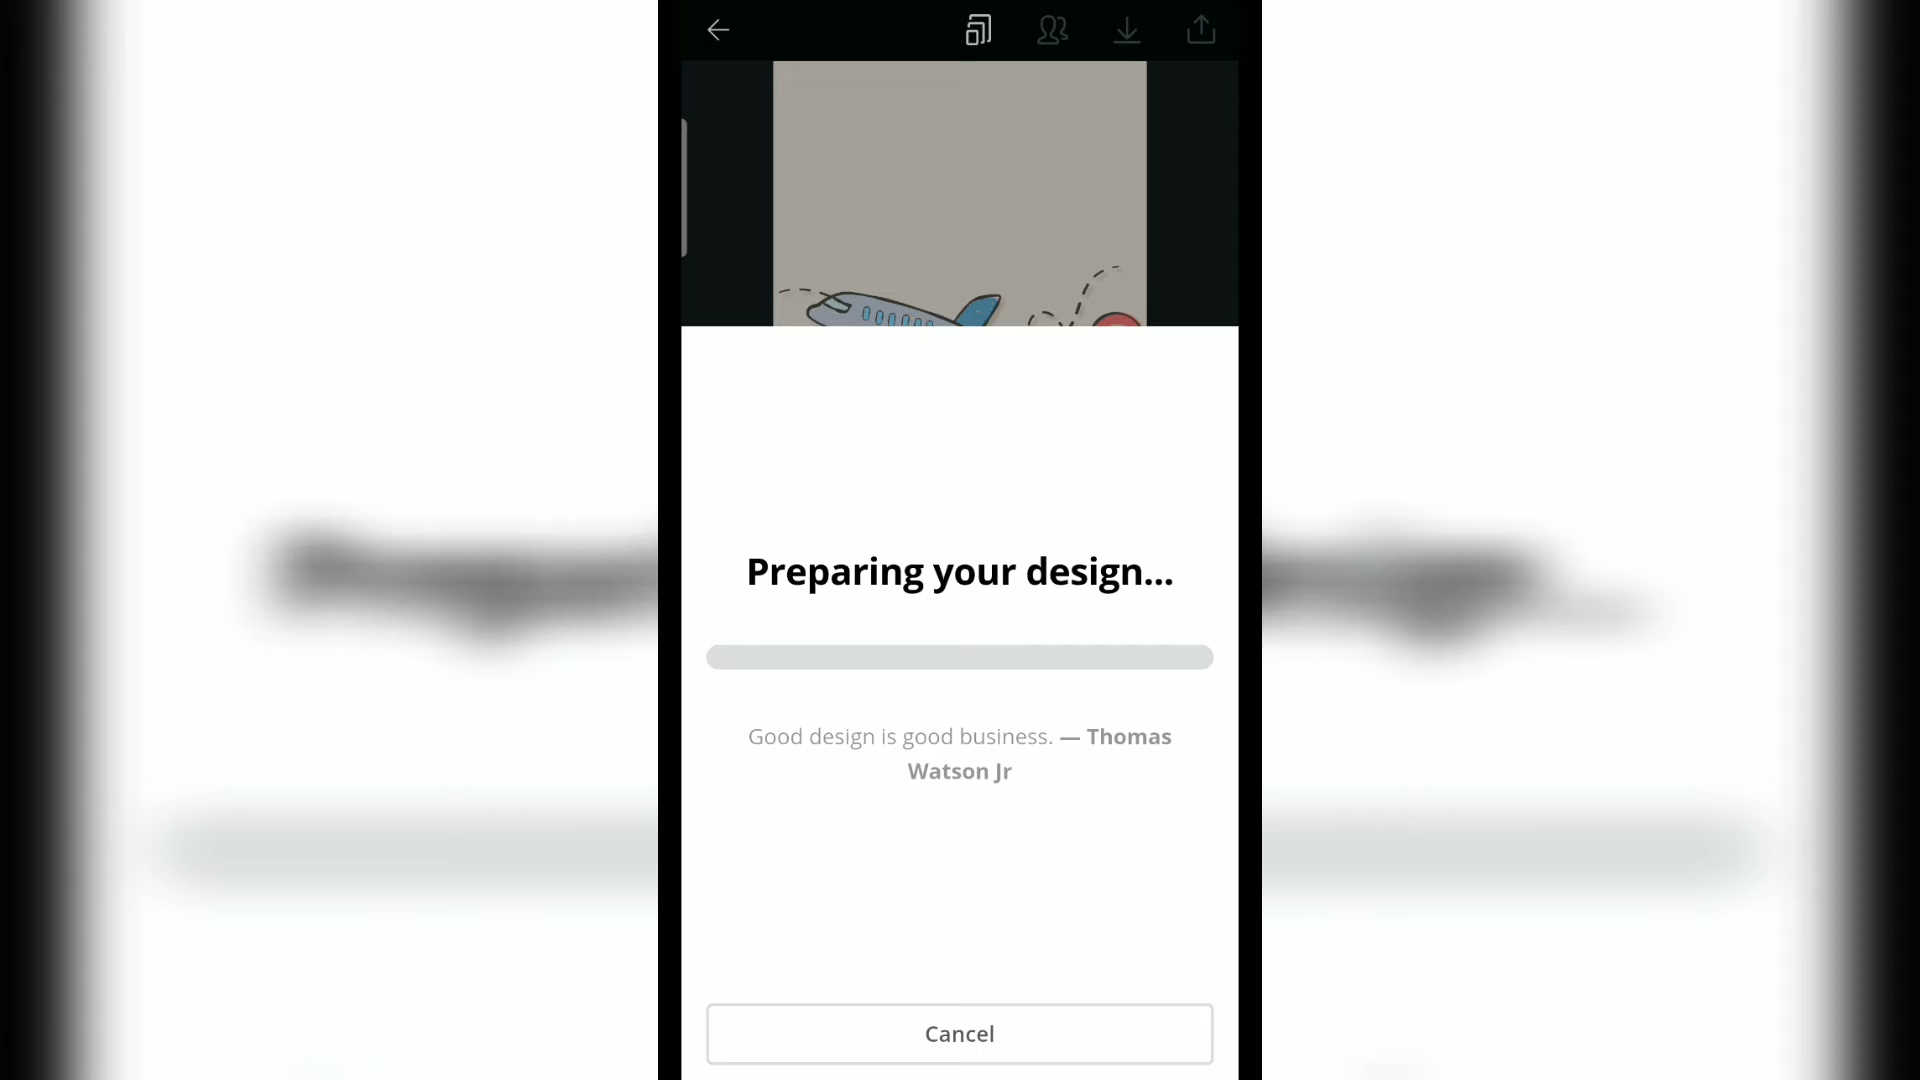 Preparing your design...
Good design is good business. — Thomas
Watson Jr
Cancel